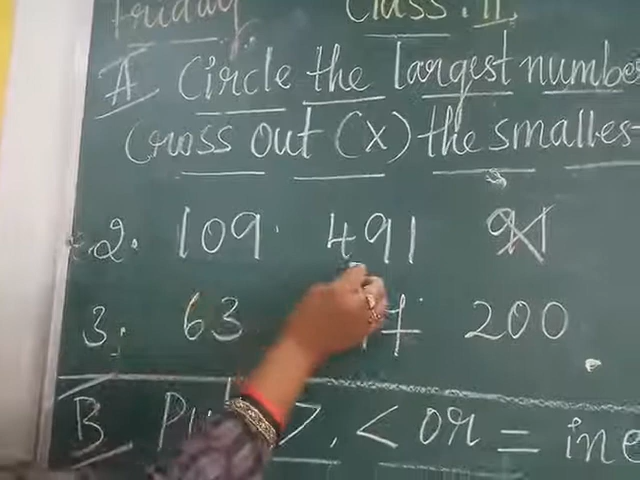 Friday Class . II.
A Circle the largest number
Cross out (x) the smalles
2. 109 491 91
3. 63 200
B >, < or = in